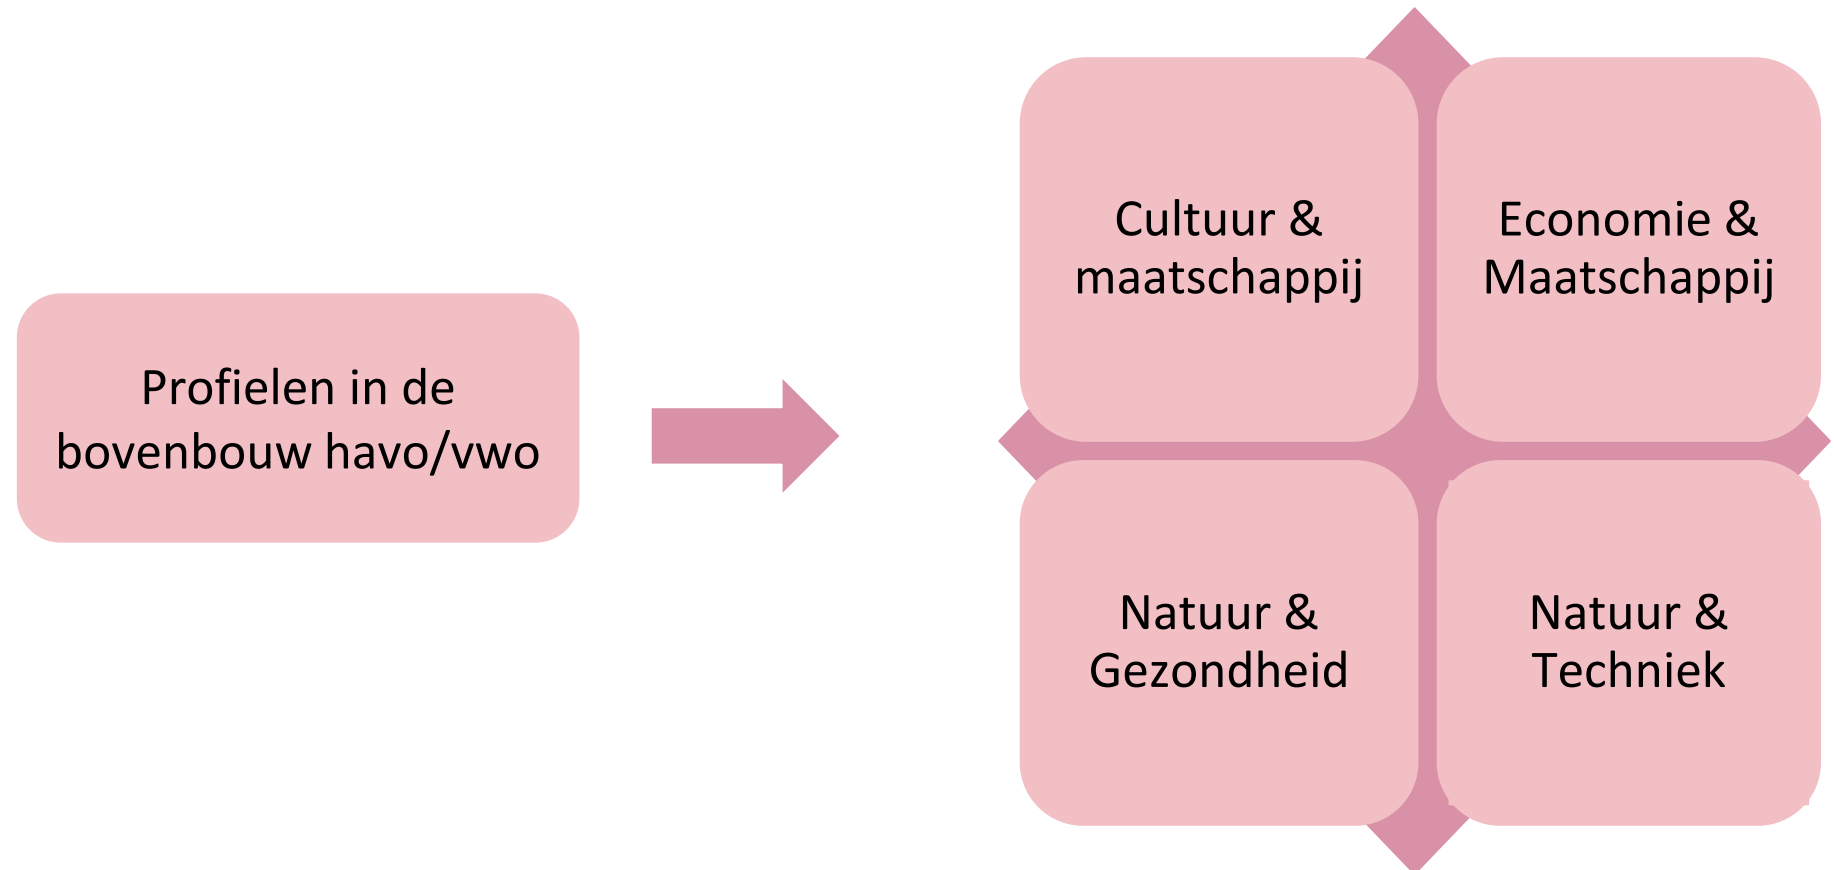 Profielen in de
bovenbouw havo/vwo
Cultuur &
maatschappij
Economie &
Maatschappij
Natuur &
Gezondheid
Natuur &
Techniek